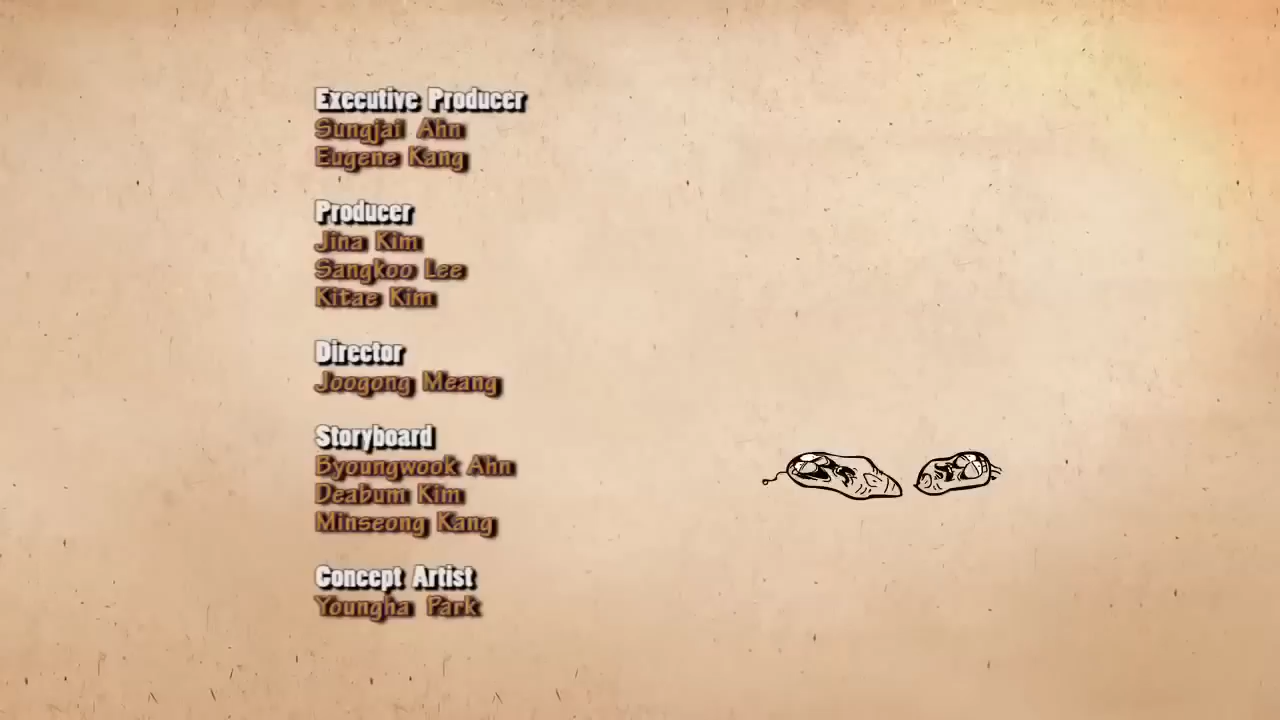 Executive Producer
Sungjai Ahn
Eugene Kang
Producer
Jina Kim
Sangkoo Lee
Kitae Kim
Director
Joogong Meang
Storyboard
Byoungwook Ahn
Deabum Kim
Minseong Kang
Concept Artist
Youngha Park